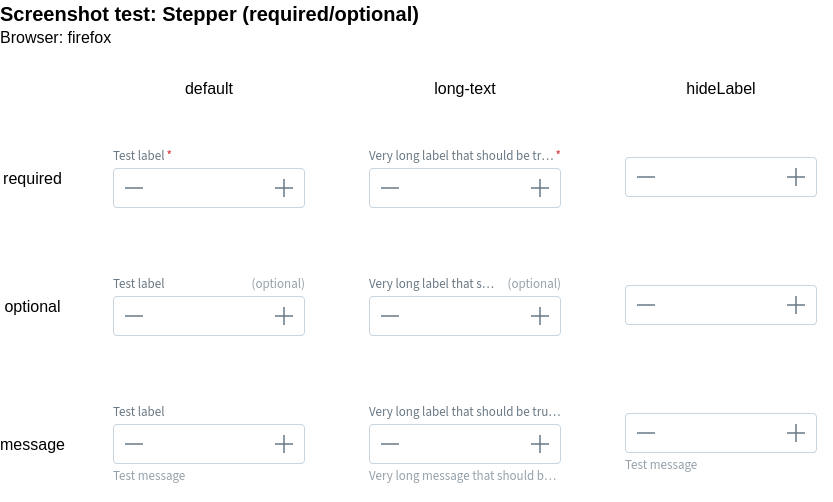 Screenshot test: Stepper (required/optional)
Browser: firefox
default long-text hideLabel
required
Test label *
Very long label that should be tr… *
optional
Test label (optional)
Very long label that s… (optional)
message
Test label
Very long label that should be tru…
Test message
Very long message that should b…
Test message